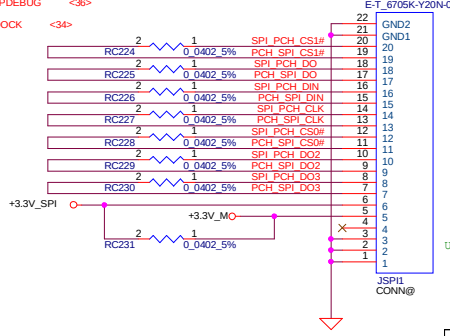 PDEBUG <36>
E-T_6705K-Y20N-0
OCK <34>
22 GND2
21 GND1
2 1 SPI_PCH_CS1# 20 20
RC224 0_0402_5% PCH_SPI_CS1# 19 19
2 1 SPI_PCH_DO 18 18
RC225 0_0402_5% PCH_SPI_DO 17 17
2 1 SPI_PCH_DIN 16 16
RC226 0_0402_5% PCH_SPI_DIN 15 15
2 1 SPI_PCH_CLK 14 14
RC227 0_0402_5% PCH_SPI_CLK 13 13
2 1 SPI_PCH_CS0# 12 12
RC228 0_0402_5% PCH_SPI_CS0# 11 11
2 1 SPI_PCH_DO2 10 10
RC229 0_0402_5% PCH_SPI_DO2 9 9
2 1 SPI_PCH_DO3 8 8
RC230 0_0402_5% PCH_SPI_DO3 7 7
+3.3V_SPI 6 6
+3.3V_M 5 5
4 4
2 1 3 3
RC231 0_0402_5% 2 2
1 1
JSPI1
CONN@